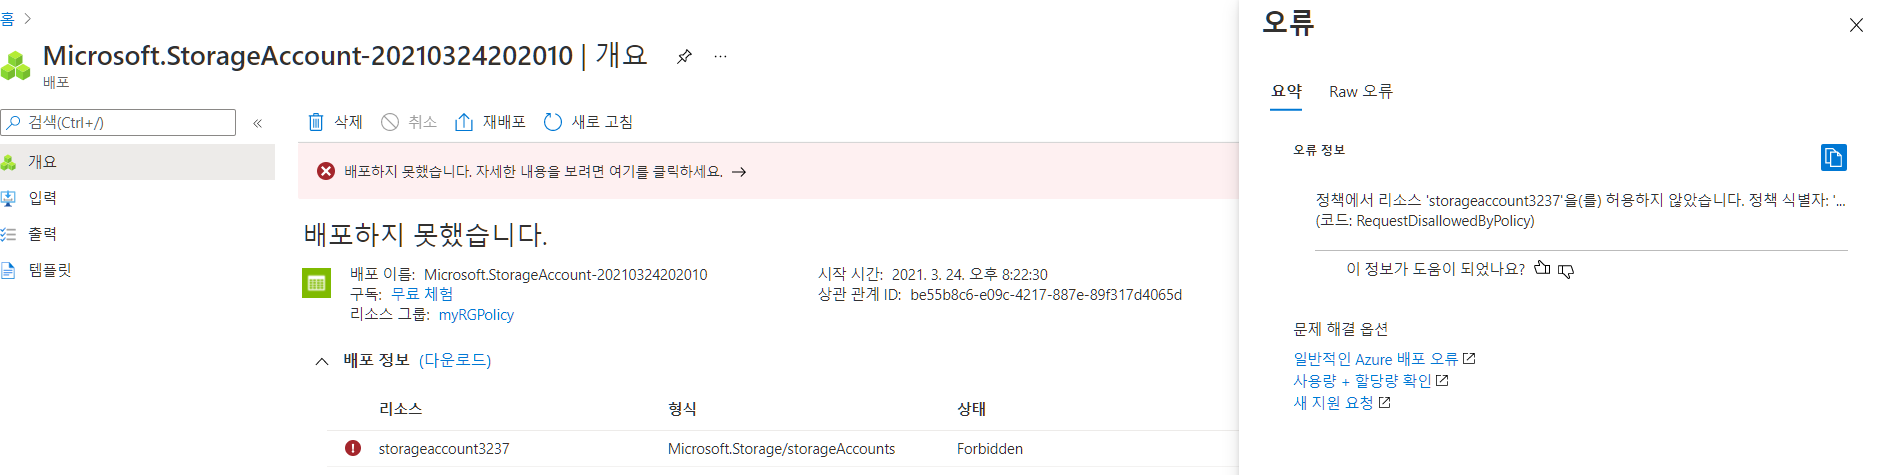 홈
Microsoft.StorageAccount-20210324202010 | 개요
배포
검색(Ctrl+/)
개요
입력
출력
템플릿
삭제 취소 재배포 새로 고침
배포하지 못했습니다. 자세한 내용을 보려면 여기를 클릭하세요. →
배포하지 못했습니다.
배포 이름: Microsoft.StorageAccount-20210324202010
구독: 무료 체험
리소스 그룹: myRGPolicy
시작 시간: 2021. 3. 24. 오후 8:22:30
상관 관계 ID: be55b8c6-e09c-4217-887e-89f317d4065d
배포 정보 (다운로드)
리소스 형식 상태
storageaccount3237 Microsoft.Storage/storageAccounts Forbidden
오류
요약 Raw 오류
오류 정보
정책에서 리소스 'storageaccount3237'을(를) 허용하지 않았습니다. 정책 식별자: '...
(코드: RequestDisallowedByPolicy)
이 정보가 도움이 되었나요?
문제 해결 옵션
일반적인 Azure 배포 오류
사용량 + 할당량 확인
새 지원 요청